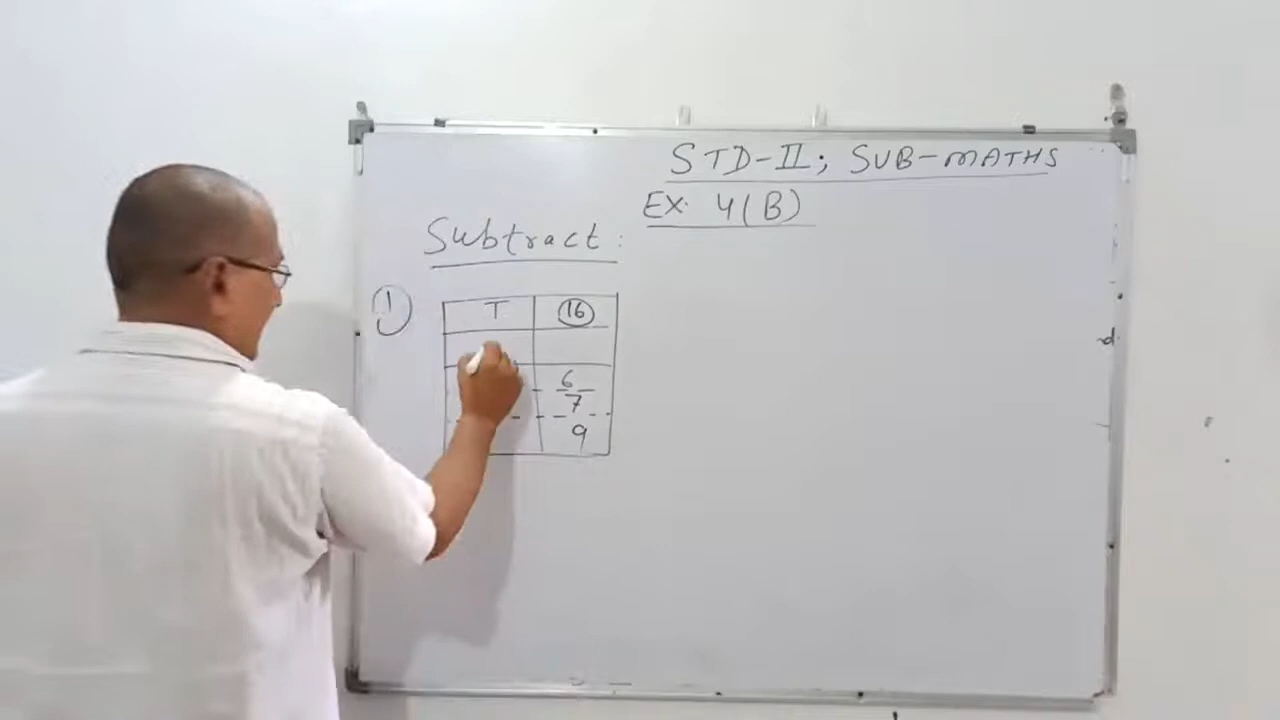 STD-II; SUB-MATHS
EX. 4(B)
Subtract:
1
T 16
6
7
9